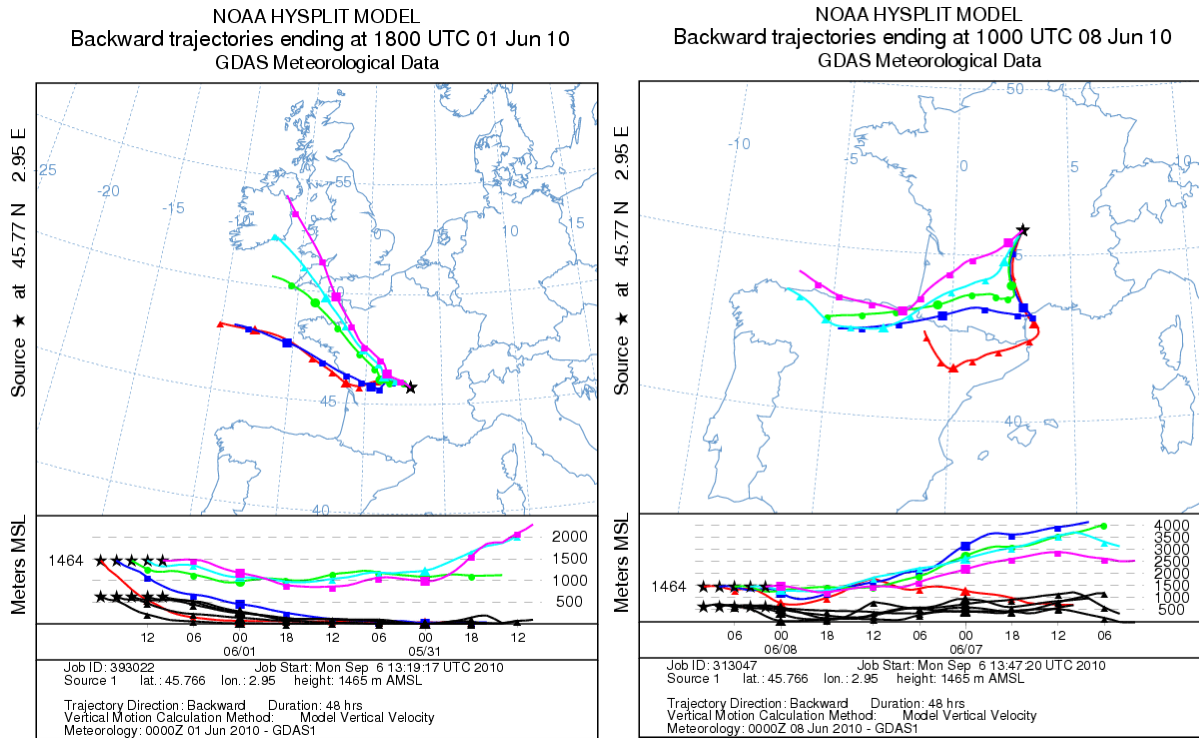 NOAA HYSPLIT MODEL
Backward trajectories ending at 1800 UTC 01 Jun 10
GDAS Meteorological Data
Source ★ at 45.77 N 2.95 E
-25
-20
-15
-10
55
0
5
10
15
45
40
Meters MSL
1464
2000
1500
1000
500
12 06 00 18 12 06 00 18 12
06/01 05/31
Job ID: 393022 Job Start: Mon Sep 6 13:19:17 UTC 2010
Source 1 lat.: 45.766 lon.: 2.95 height: 1465 m AMSL
Trajectory Direction: Backward Duration: 48 hrs
Vertical Motion Calculation Method: Model Vertical Velocity
Meteorology: 0000Z 01 Jun 2010 - GDAS1
NOAA HYSPLIT MODEL
Backward trajectories ending at 1000 UTC 08 Jun 10
GDAS Meteorological Data
Source ★ at 45.77 N 2.95 E
50
-10
-5
0
5
10
40
Meters MSL
1464
4000
3500
3000
2500
2000
1500
1000
500
06 00 18 12 06 00 18 12 06
06/08 06/07
Job ID: 313047 Job Start: Mon Sep 6 13:47:20 UTC 2010
Source 1 lat.: 45.766 lon.: 2.95 height: 1465 m AMSL
Trajectory Direction: Backward Duration: 48 hrs
Vertical Motion Calculation Method: Model Vertical Velocity
Meteorology: 0000Z 08 Jun 2010 - GDAS1